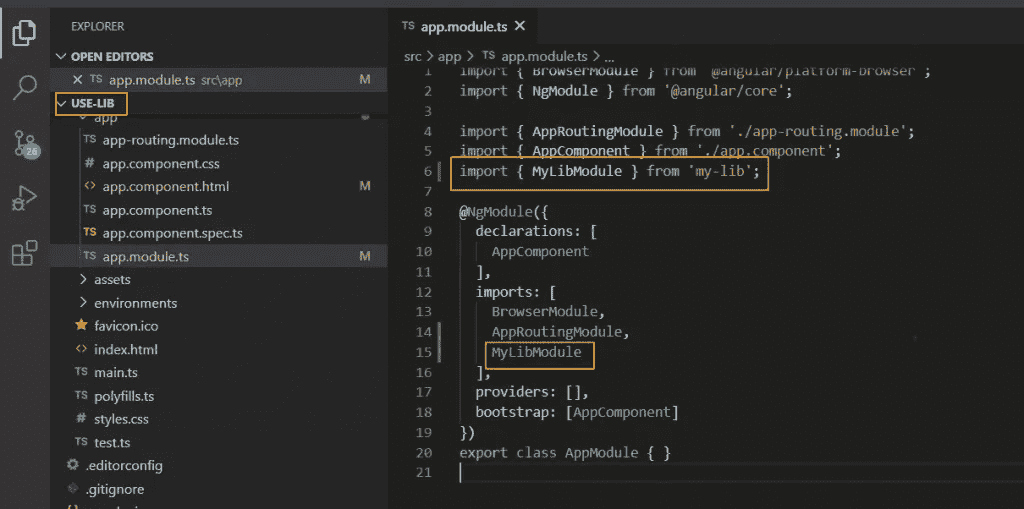 EXPLORER
OPEN EDITORS
TS app.module.ts src\app M
USE-LIB
app
TS app-routing.module.ts
# app.component.css
<> app.component.html M
TS app.component.ts
TS app.component.spec.ts
TS app.module.ts M
assets
environments
favicon.ico
<> index.html
TS main.ts
TS polyfills.ts
# styles.css
TS test.ts
.editorconfig
.gitignore
26
TS app.module.ts
src > app > TS app.module.ts > ...
1 import { BrowserModule } from '@angular/platform-browser';
2 import { NgModule } from '@angular/core';
3
4 import { AppRoutingModule } from './app-routing.module';
5 import { AppComponent } from './app.component';
6 import { MyLibModule } from 'my-lib';
7
8 @NgModule({
9 declarations: [
10 AppComponent
11 ],
12 imports: [
13 BrowserModule,
14 AppRoutingModule,
15 MyLibModule
16 ],
17 providers: [],
18 bootstrap: [AppComponent]
19 })
20 export class AppModule { }
21